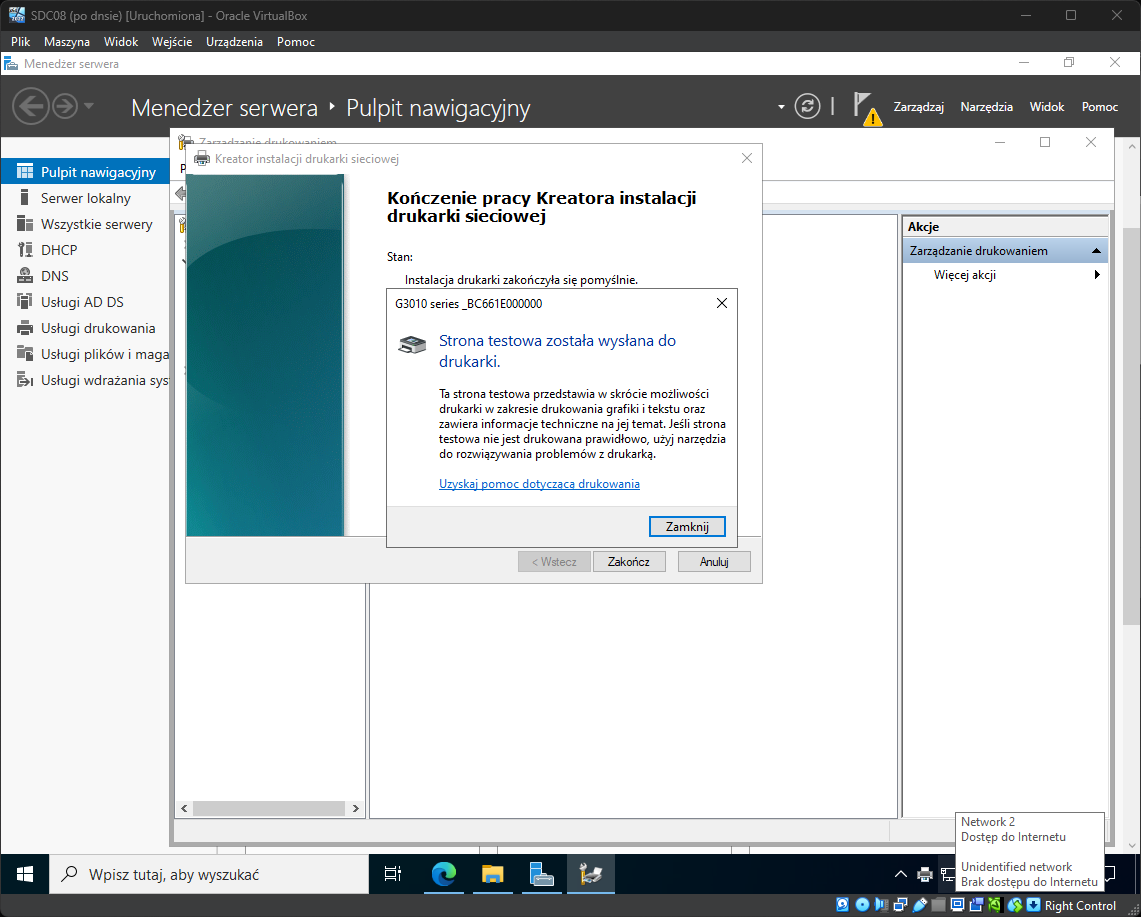 SDC08 (po dnsie) [Uruchomiona] - Oracle VirtualBox
Plik Maszyna Widok Wejście Urządzenia Pomoc
Menedżer serwera
Menedżer serwera Pulpit nawigacyjny
Zarządzaj Narzędzia Widok Pomoc
Pulpit nawigacyjny
Serwer lokalny
Wszystkie serwery
DHCP
DNS
Usługi AD DS
Usługi drukowania
Usługi plików i maga
Usługi wdrażania sys
Zarządzanie drukowaniem
P
Kreator instalacji drukarki sieciowej
Kończenie pracy Kreatora instalacji
drukarki sieciowej
Stan:
Instalacja drukarki zakończyła się pomyślnie.
G3010 series _BC661E000000
Strona testowa została wysłana do
drukarki.
Ta strona testowa przedstawia w skrócie możliwości
drukarki w zakresie drukowania grafiki i tekstu oraz
zawiera informacje techniczne na jej temat. Jeśli strona
testowa nie jest drukowana prawidłowo, użyj narzędzia
do rozwiązywania problemów z drukarką.
Uzyskaj pomoc dotyczącą drukowania
Zamknij
< Wstecz Zakończ Anuluj
Akcje
Zarządzanie drukowaniem
Więcej akcji
Network 2
Dostęp do Internetu
Unidentified network
Brak dostępu do Internetu
Wpisz tutaj, aby wyszukać
Right Control